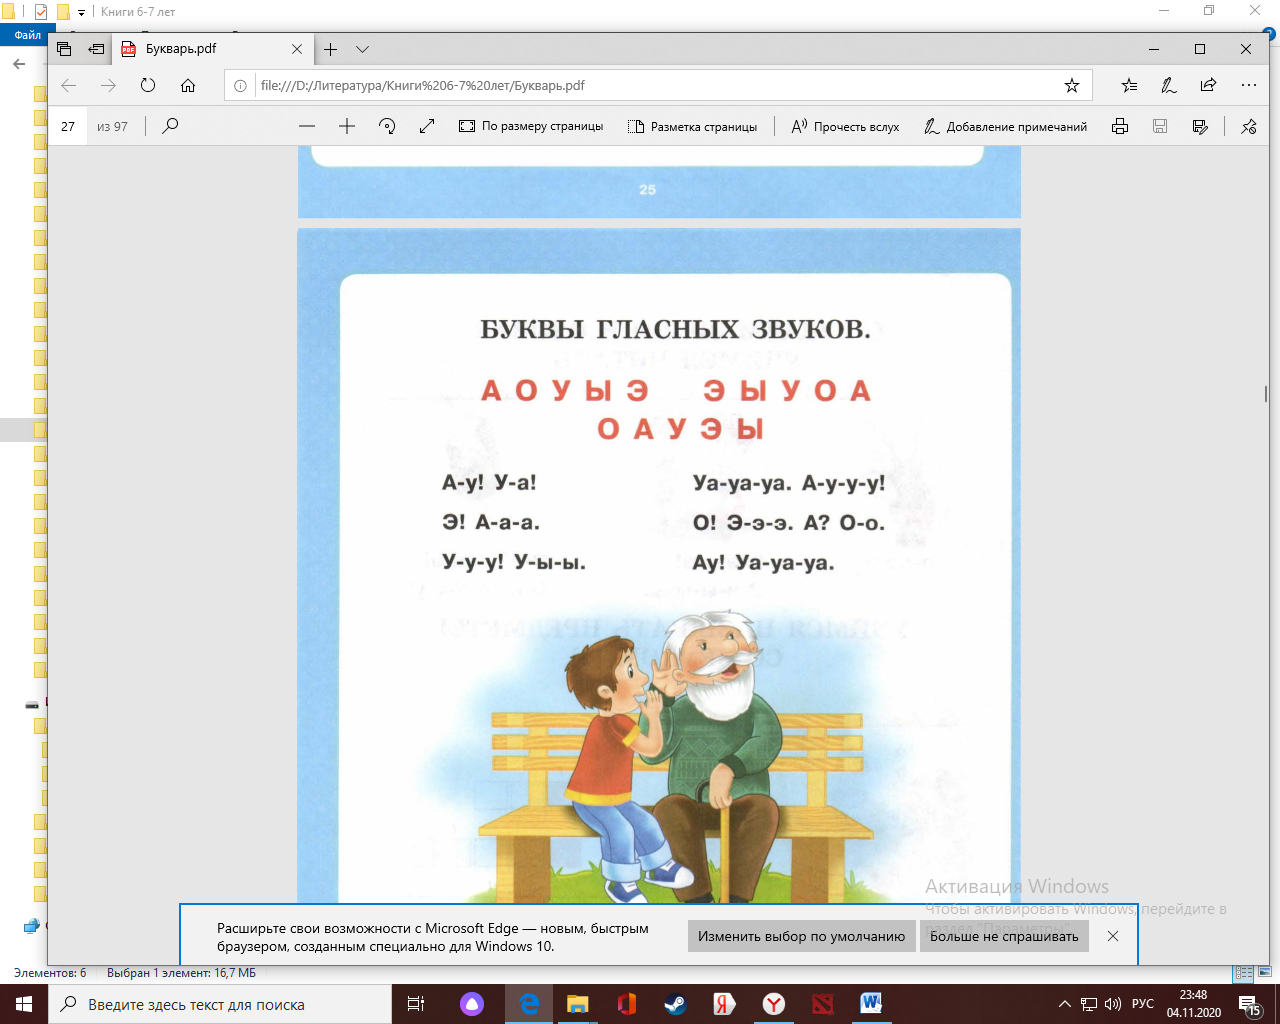 Книги 6-7 лет
Файл
Букварь.pdf
file:///D:/Литература/Книги%206-7%20лет/Букварь.pdf
27 из 97
По размеру страницы
Разметка страницы
Прочесть вслух
Добавление примечаний
25
БУКВЫ ГЛАСНЫХ ЗВУКОВ.
А О У Ы Э Э Ы У О А
О А У Э Ы
А-у! У-а! Уа-уа-уа. А-у-у-у!
Э! А-а-а. О! Э-э-э. А? О-о.
У-у-у! У-ы-ы. Ау! Уа-уа-уа.
Активация Windows
Чтобы активировать Windows, перейдите в
раздел "Параметры".
Расширьте свои возможности с Microsoft Edge — новым, быстрым
браузером, созданным специально для Windows 10.
Изменить выбор по умолчанию
Больше не спрашивать
Элементов: 6 Выбран 1 элемент: 16,7 МБ
Введите здесь текст для поиска
РУС
23:48
04.11.2020
15